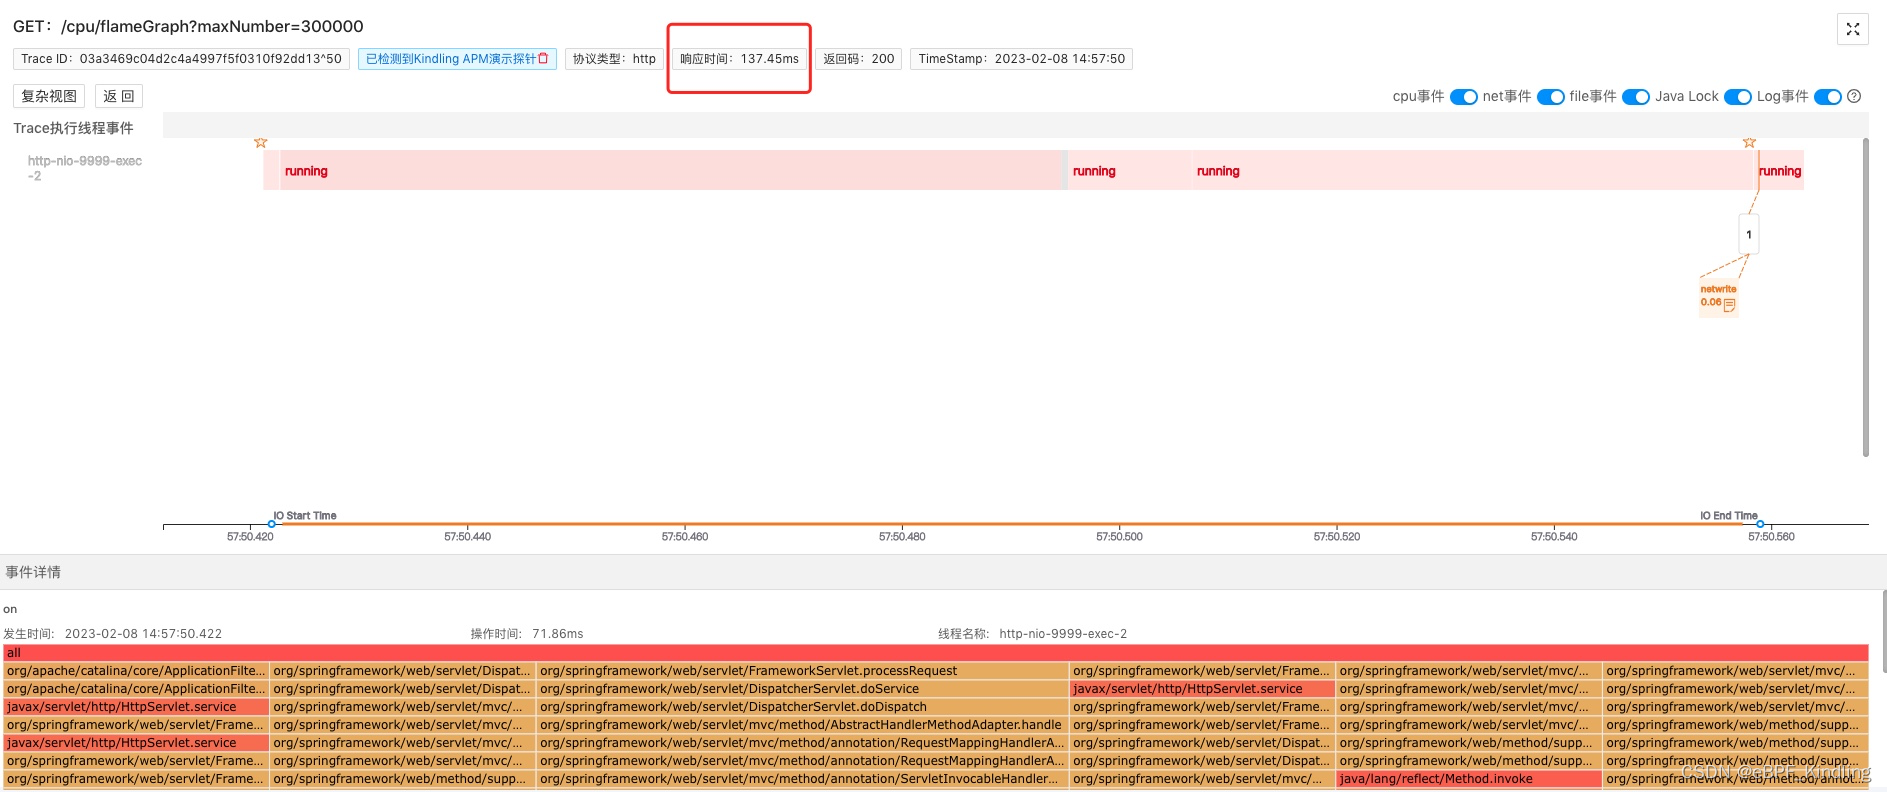 GET：/cpu/flameGraph?maxNumber=300000
Trace ID：03a3469c04d2c4a4997f5f0310f92dd13^50 已检测到Kindling APM演示探针 协议类型：http 响应时间：137.45ms 返回码：200 TimeStamp：2023-02-08 14:57:50
复杂视图 返 回 cpu事件 net事件 file事件 Java Lock Log事件
Trace执行线程事件
http-nio-9999-exec
-2
running running running running
1
netwrite
0.06
IO Start Time IO End Time
57:50.420 57:50.440 57:50.460 57:50.480 57:50.500 57:50.520 57:50.540 57:50.560
事件详情
on
发生时间： 2023-02-08 14:57:50.422 操作时间： 71.86ms 线程名称： http-nio-9999-exec-2
all
org/apache/catalina/core/ApplicationFilte... org/springframework/web/servlet/Dispat... org/springframework/web/servlet/FrameworkServlet.processRequest org/springframework/web/servlet/Frame... org/springframework/web/servlet/mvc/... org/springframework/web/servlet/mvc/...
org/apache/catalina/core/ApplicationFilte... org/springframework/web/servlet/Dispat... org/springframework/web/servlet/DispatcherServlet.doService javax/servlet/http/HttpServlet.service org/springframework/web/servlet/mvc/... org/springframework/web/servlet/mvc/...
javax/servlet/http/HttpServlet.service org/springframework/web/servlet/mvc/... org/springframework/web/servlet/DispatcherServlet.doDispatch org/springframework/web/servlet/Frame... org/springframework/web/servlet/mvc/... org/springframework/web/servlet/mvc/...
org/springframework/web/servlet/Frame... org/springframework/web/servlet/mvc/... org/springframework/web/servlet/mvc/method/AbstractHandlerMethodAdapter.handle org/springframework/web/servlet/Frame... org/springframework/web/servlet/mvc/... org/springframework/web/method/supp...
javax/servlet/http/HttpServlet.service org/springframework/web/servlet/mvc/... org/springframework/web/servlet/mvc/method/annotation/RequestMappingHandlerA... org/springframework/web/servlet/Dispat... org/springframework/web/method/supp... org/springframework/web/method/supp...
org/springframework/web/servlet/Frame... org/springframework/web/servlet/mvc/... org/springframework/web/servlet/mvc/method/annotation/RequestMappingHandlerA... org/springframework/web/servlet/Dispat... org/springframework/web/method/supp... org/springframework/web/method/supp...
org/springframework/web/servlet/Frame... org/springframework/web/method/supp... org/springframework/web/servlet/mvc/method/annotation/ServletInvocableHandler... org/springframework/web/servlet/mvc/... java/lang/reflect/Method.invoke org/springframework/web/method/annot...
CSDN @eBPF_Kindling